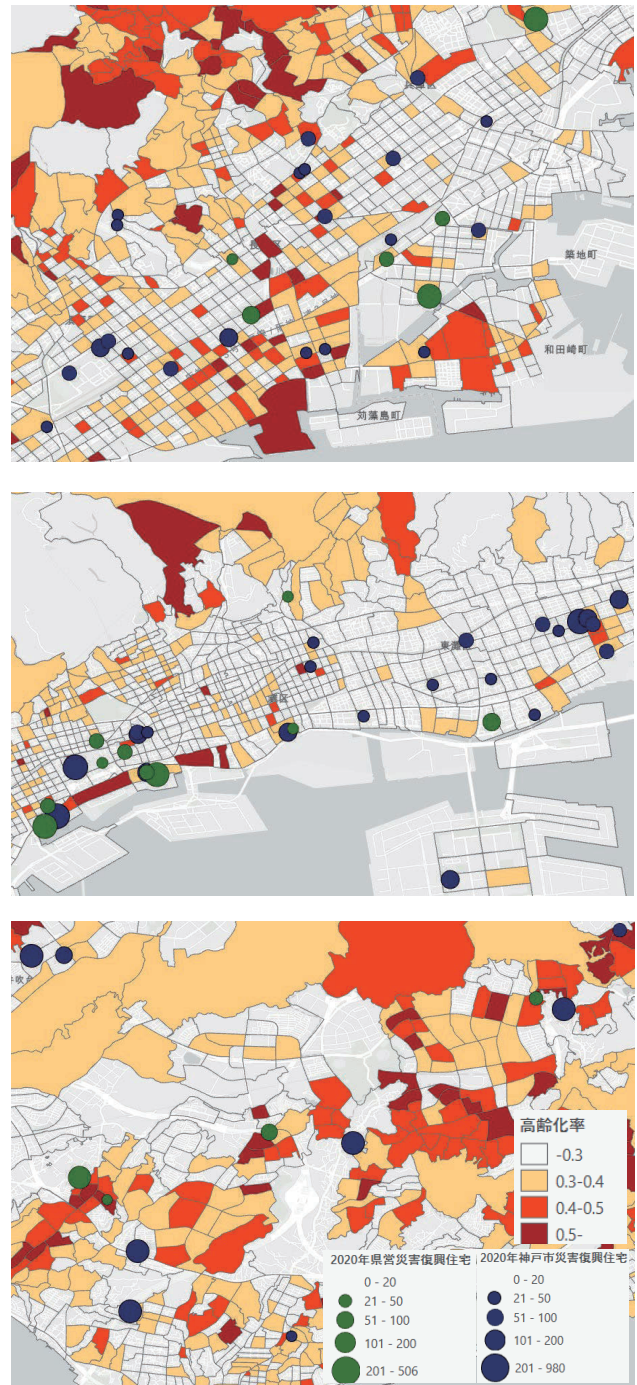 築地町
和田崎町
苅藻島町
東灘
高齢化率
-0.3
0.3-0.4
0.4-0.5
0.5-
2020年県営災害復興住宅
0 - 20
21 - 50
51 - 100
101 - 200
201 - 506
2020年神戸市災害復興住宅
0 - 20
21 - 50
51 - 100
101 - 200
201 - 980